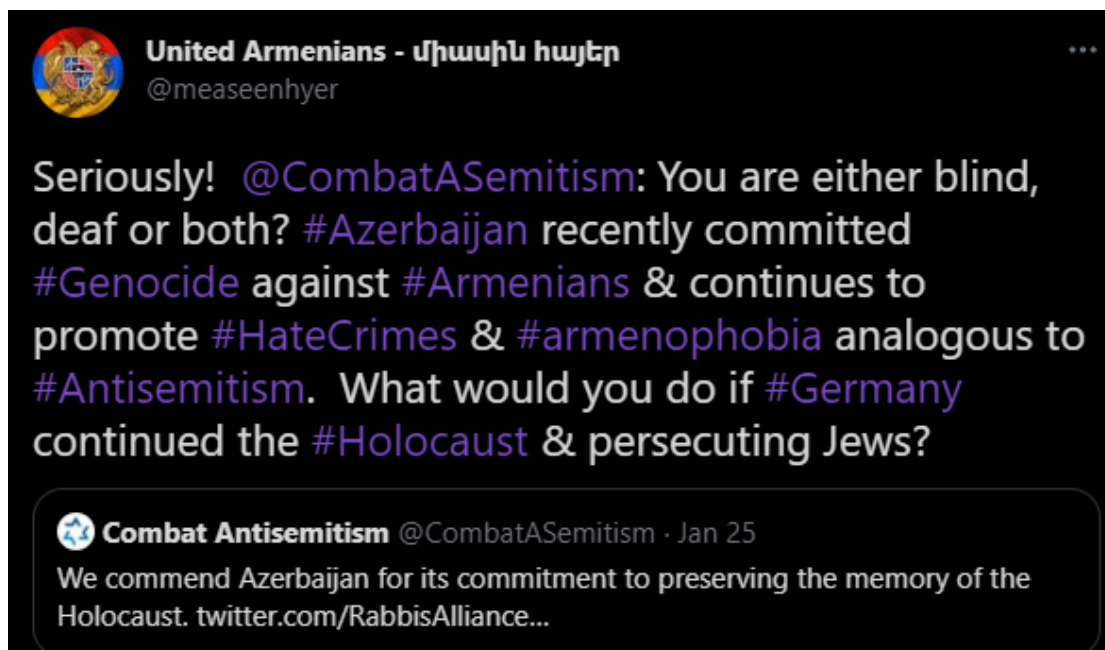 United Armenians - միասին հայեր
@measeenhyer
Seriously!  @CombatASemitism: You are either blind,
deaf or both? #Azerbaijan recently committed
#Genocide against #Armenians & continues to
promote #HateCrimes & #armenophobia analogous to
#Antisemitism.  What would you do if #Germany
continued the #Holocaust & persecuting Jews?
Combat Antisemitism @CombatASemitism · Jan 25
We commend Azerbaijan for its commitment to preserving the memory of the
Holocaust. twitter.com/RabbisAlliance...